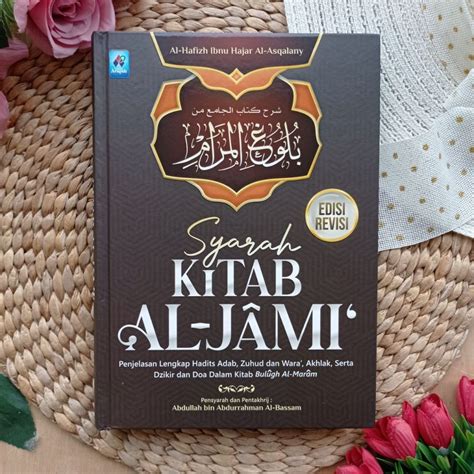 Al-Hafizh Ibnu Hajar Al-Asqalany
شرح كتاب الجامع من
بلوغ المرام
EDISI
REVISI
Syarah
KITAB
AL-JÂMI‘
Penjelasan Lengkap Hadits Adab, Zuhud dan Wara', Akhlak, Serta
Dzikir dan Doa Dalam Kitab Bulûgh Al-Marâm
Pensyarah dan Pentakhrij :
Abdullah bin Abdurrahman Al-Bassam